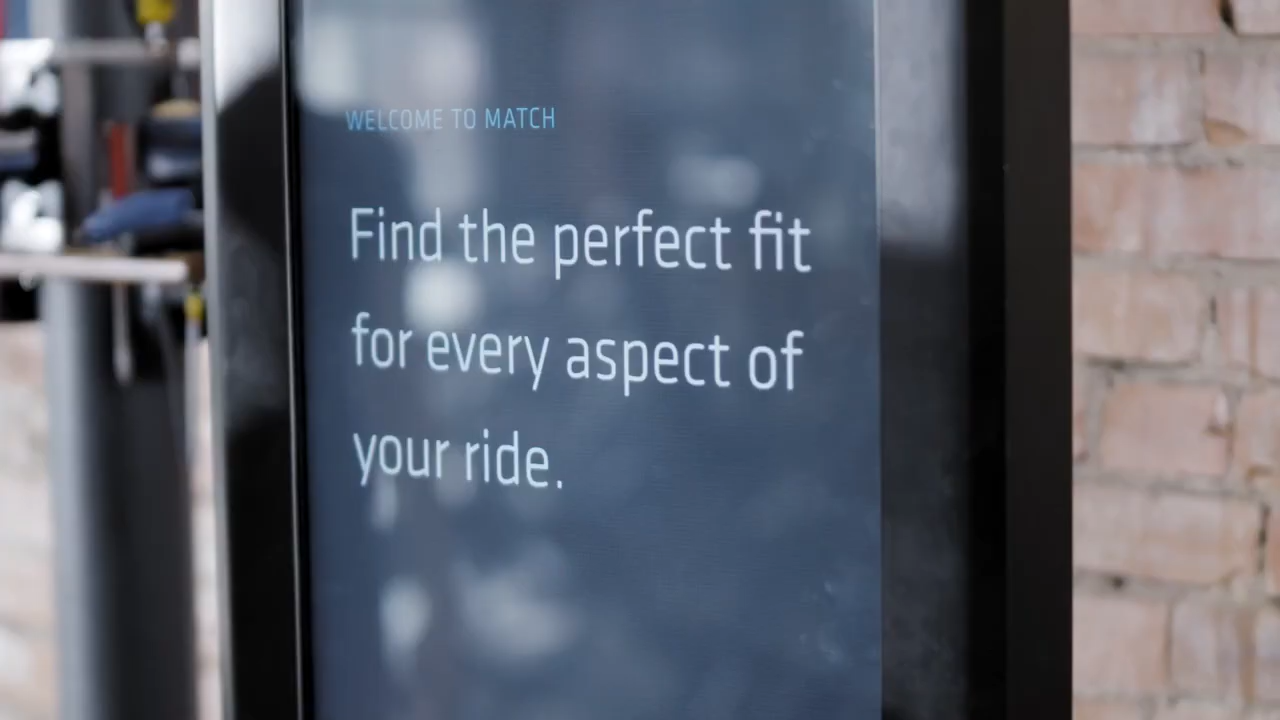 WELCOME TO MATCH
Find the perfect fit
for every aspect of
your ride.